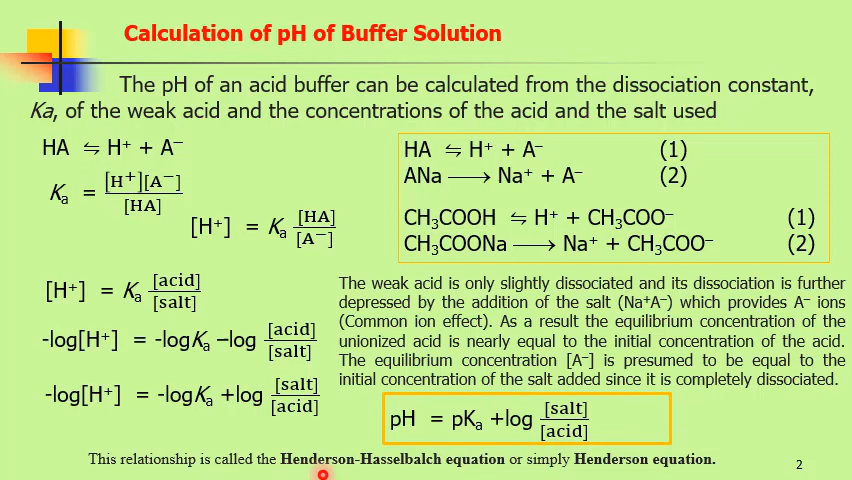 Calculation of pH of Buffer Solution
The pH of an acid buffer can be calculated from the dissociation constant,
Ka, of the weak acid and the concentrations of the acid and the salt used
HA ⇋ H⁺ + A⁻
Kₐ = [H⁺][A⁻] / [HA]
[H⁺] = Kₐ [HA] / [A⁻]
HA ⇋ H⁺ + A⁻ (1)
ANa ⟶ Na⁺ + A⁻ (2)
CH₃COOH ⇋ H⁺ + CH₃COO⁻ (1)
CH₃COONa ⟶ Na⁺ + CH₃COO⁻ (2)
[H⁺] = Kₐ [acid] / [salt]
-log[H⁺] = -logKₐ –log [acid] / [salt]
-log[H⁺] = -logKₐ +log [salt] / [acid]
The weak acid is only slightly dissociated and its dissociation is further
depressed by the addition of the salt (Na⁺A⁻) which provides A⁻ ions
(Common ion effect). As a result the equilibrium concentration of the
unionized acid is nearly equal to the initial concentration of the acid.
The equilibrium concentration [A⁻] is presumed to be equal to the
initial concentration of the salt added since it is completely dissociated.
pH = pKₐ +log [salt] / [acid]
This relationship is called the Henderson-Hasselbalch equation or simply Henderson equation.
2